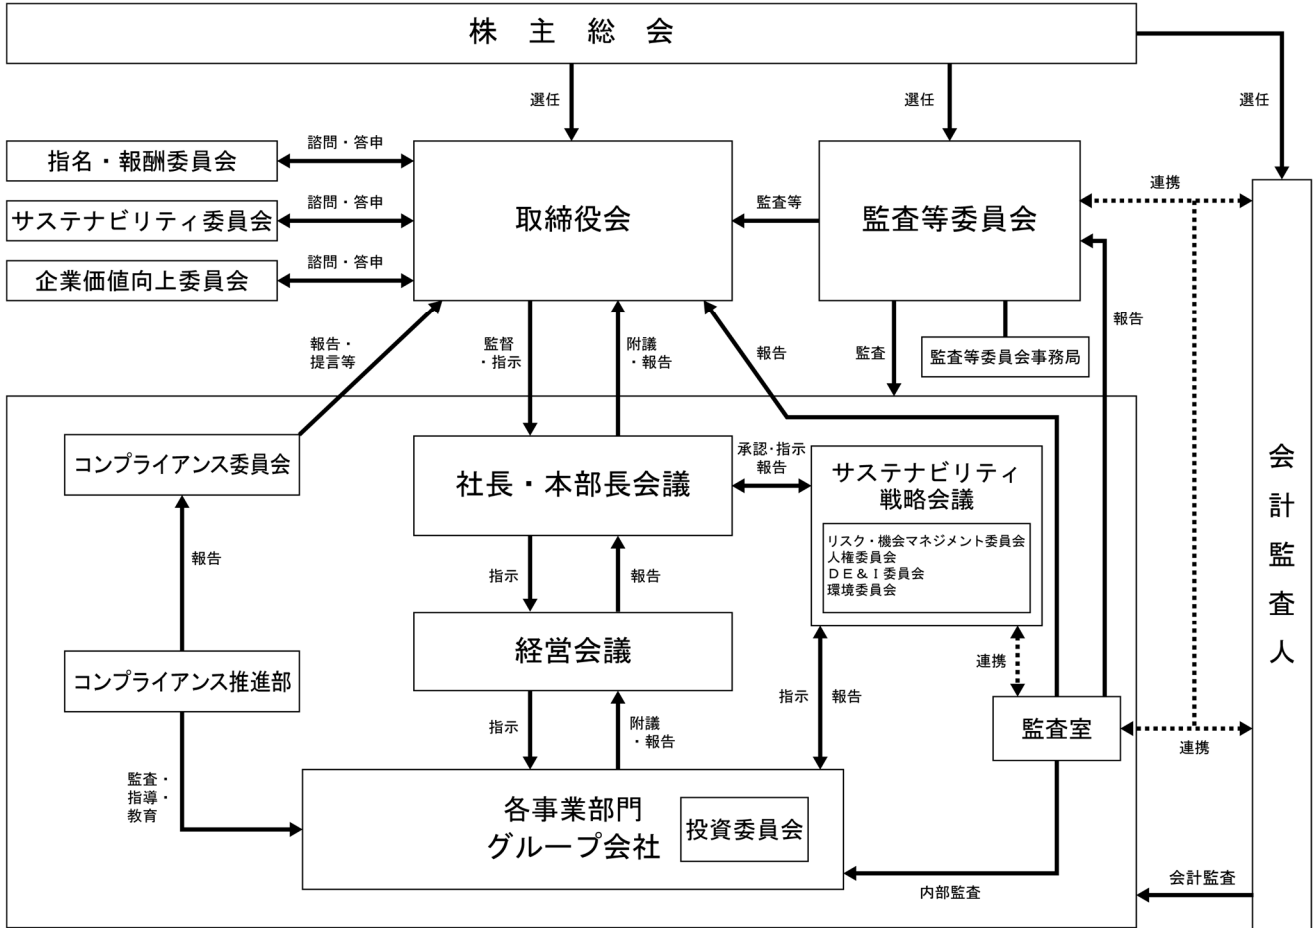 株主総会
選任
選任
選任
指名・報酬委員会
諮問・答申
サステナビリティ委員会
諮問・答申
企業価値向上委員会
諮問・答申
取締役会
監査等
監査等委員会
連携
報告・
提言等
監督
・指示
附議
・報告
報告
監査
監査等委員会事務局
報告
コンプライアンス委員会
社長・本部長会議
承認・指示
報告
サステナビリティ
戦略会議
リスク・機会マネジメント委員会
人権委員会
DE&I委員会
環境委員会
会計監査人
報告
指示
報告
経営会議
連携
コンプライアンス推進部
指示
附議
・報告
指示
報告
監査室
連携
監査・
指導・
教育
各事業部門
グループ会社
投資委員会
内部監査
会計監査